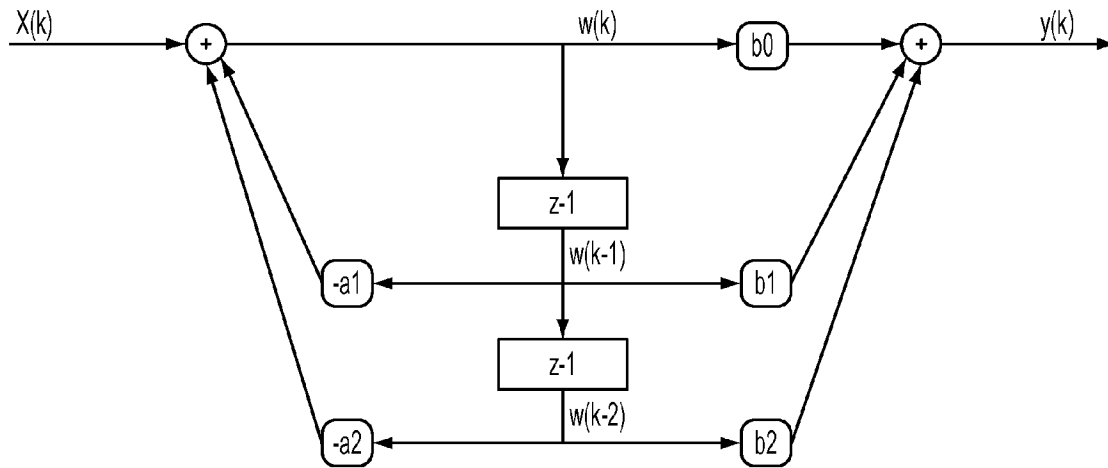 X(k) w(k) y(k)
+ b0 +
z-1
w(k-1)
-a1 b1
z-1
w(k-2)
-a2 b2